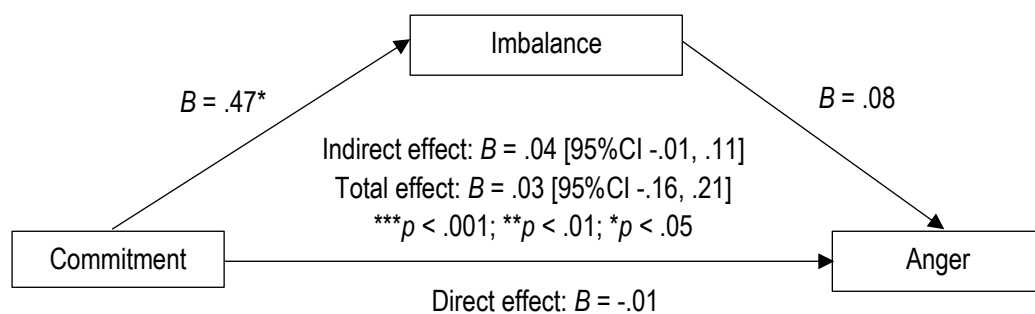 Imbalance
B = .47*
B = .08
Indirect effect: B = .04 [95%CI -.01, .11]
Total effect: B = .03 [95%CI -.16, .21]
***p < .001; **p < .01; *p < .05
Commitment
Anger
Direct effect: B = -.01